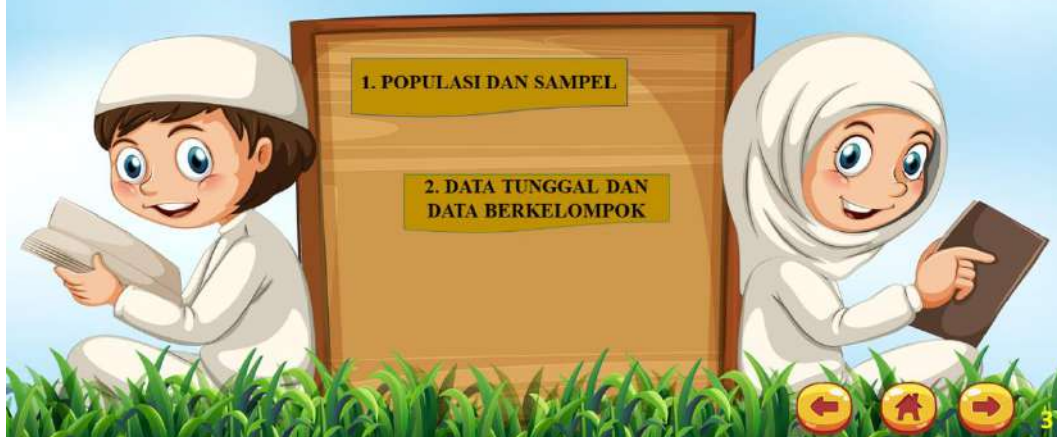 1. POPULASI DAN SAMPEL
2. DATA TUNGGAL DAN
DATA BERKELOMPOK
3